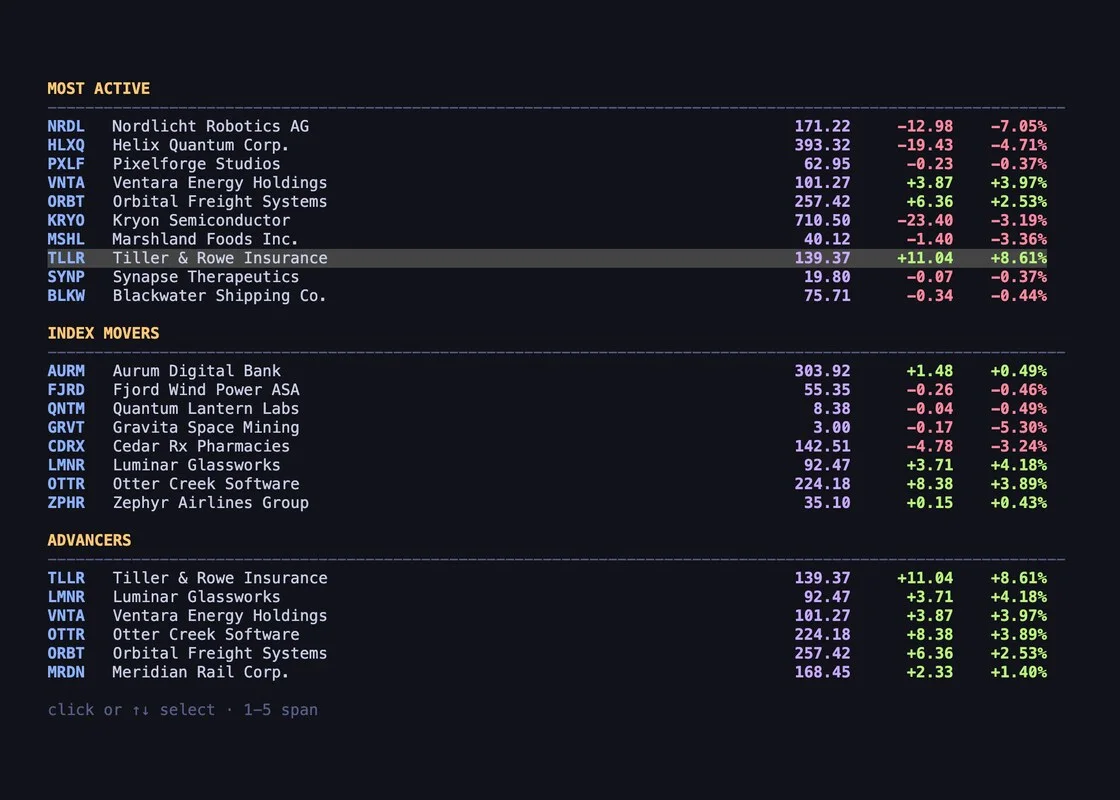 MOST ACTIVE
NRDL Nordlicht Robotics AG 171.22 −12.98 −7.05%
HLXQ Helix Quantum Corp. 393.32 −19.43 −4.71%
PXLF Pixelforge Studios 62.95 −0.23 −0.37%
VNTA Ventara Energy Holdings 101.27 +3.87 +3.97%
ORBT Orbital Freight Systems 257.42 +6.36 +2.53%
KRYO Kryon Semiconductor 710.50 −23.40 −3.19%
MSHL Marshland Foods Inc. 40.12 −1.40 −3.36%
TLLR Tiller & Rowe Insurance 139.37 +11.04 +8.61%
SYNP Synapse Therapeutics 19.80 −0.07 −0.37%
BLKW Blackwater Shipping Co. 75.71 −0.34 −0.44%
INDEX MOVERS
AURM Aurum Digital Bank 303.92 +1.48 +0.49%
FJRD Fjord Wind Power ASA 55.35 −0.26 −0.46%
QNTM Quantum Lantern Labs 8.38 −0.04 −0.49%
GRVT Gravita Space Mining 3.00 −0.17 −5.30%
CDRX Cedar Rx Pharmacies 142.51 −4.78 −3.24%
LMNR Luminar Glassworks 92.47 +3.71 +4.18%
OTTR Otter Creek Software 224.18 +8.38 +3.89%
ZPHR Zephyr Airlines Group 35.10 +0.15 +0.43%
ADVANCERS
TLLR Tiller & Rowe Insurance 139.37 +11.04 +8.61%
LMNR Luminar Glassworks 92.47 +3.71 +4.18%
VNTA Ventara Energy Holdings 101.27 +3.87 +3.97%
OTTR Otter Creek Software 224.18 +8.38 +3.89%
ORBT Orbital Freight Systems 257.42 +6.36 +2.53%
MRDN Meridian Rail Corp. 168.45 +2.33 +1.40%
click or ↑↓ select · 1–5 span